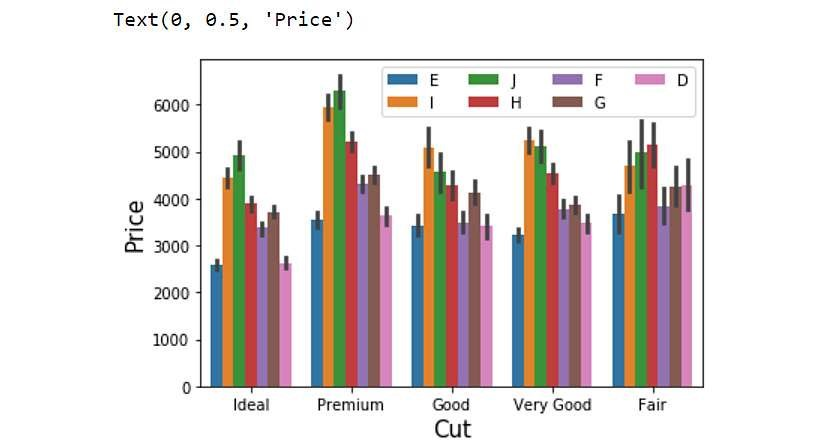 Text(0, 0.5, 'Price')
E J F D
I H G
6000
5000
4000
3000
2000
1000
0
Price
Ideal Premium Good Very Good Fair
Cut